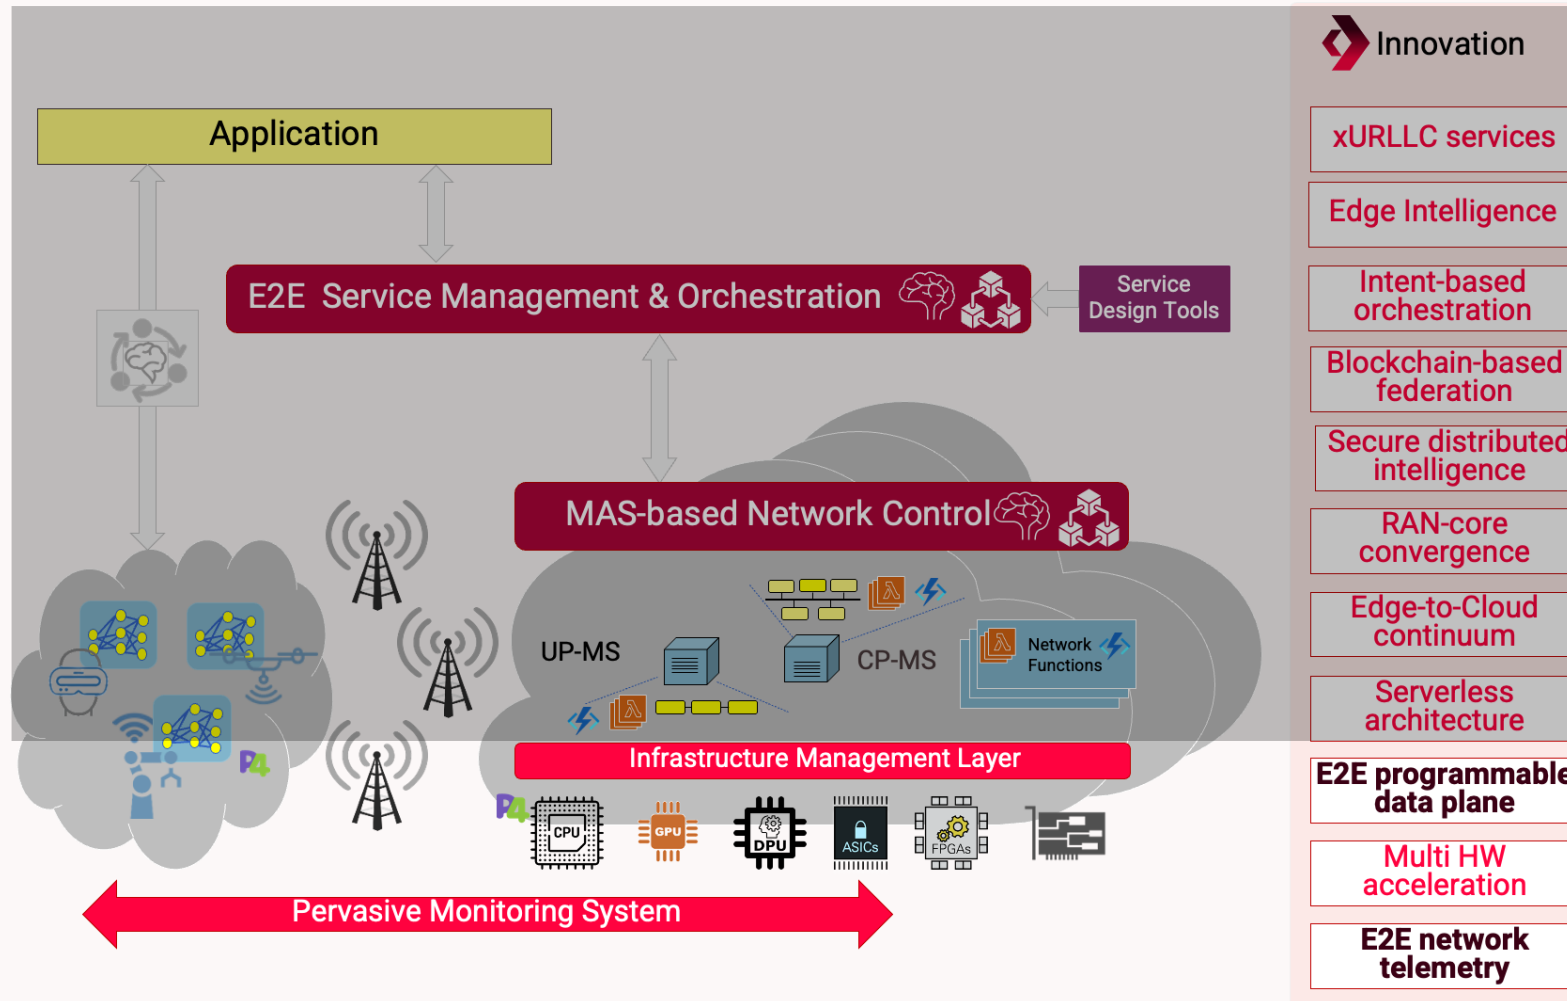 Innovation
Application
xURLLC services
Edge Intelligence
E2E Service Management & Orchestration
Service
Design Tools
Intent-based
orchestration
Blockchain-based
federation
Secure distributed
intelligence
MAS-based Network Control
RAN-core
convergence
Edge-to-Cloud
continuum
UP-MS
CP-MS
λ
λ
λ
Network
Functions
Serverless
architecture
P4
Infrastructure Management Layer
E2E programmable
data plane
P4
CPU
GPU
DPU
ASICs
FPGAs
Multi HW
acceleration
Pervasive Monitoring System
E2E network
telemetry